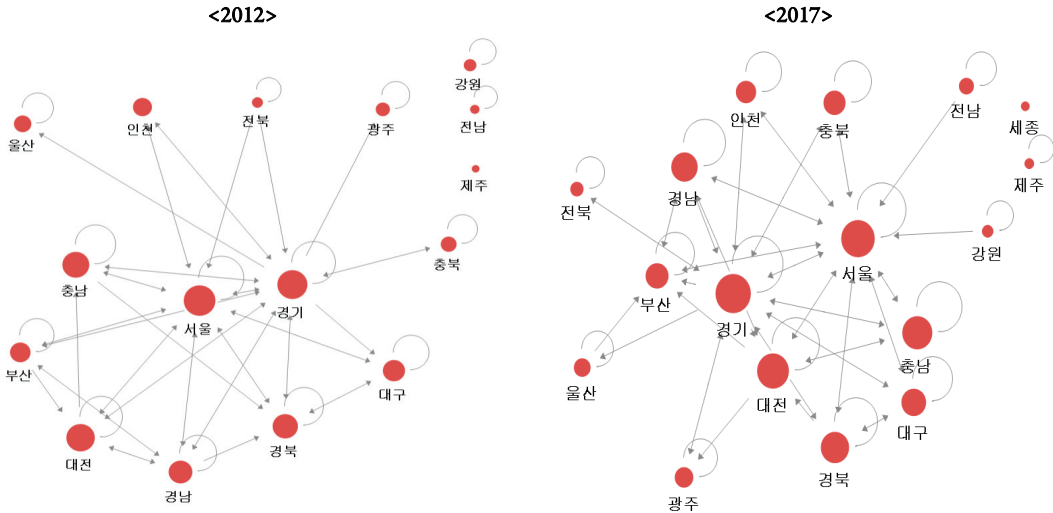 <2012>
강원
울산
인천
전북
광주
전남
제주
충북
충남
서울
경기
부산
대구
대전
경남
경북
<2017>
인천
충북
전남
세종
제주
경남
전북
강원
서울
부산
경기
울산
충남
대전
대구
경북
광주